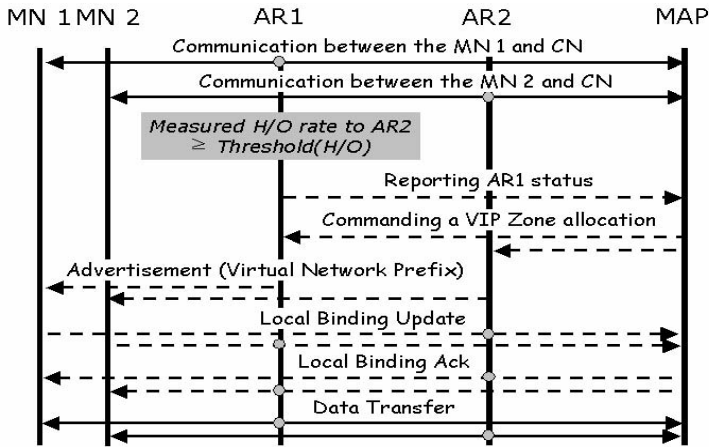 MN 1 MN 2 AR1 AR2 MAP
Communication between the MN 1 and CN
Communication between the MN 2 and CN
Measured H/O rate to AR2
≥ Threshold(H/O)
Reporting AR1 status
Commanding a VIP Zone allocation
Advertisement (Virtual Network Prefix)
Local Binding Update
Local Binding Ack
Data Transfer